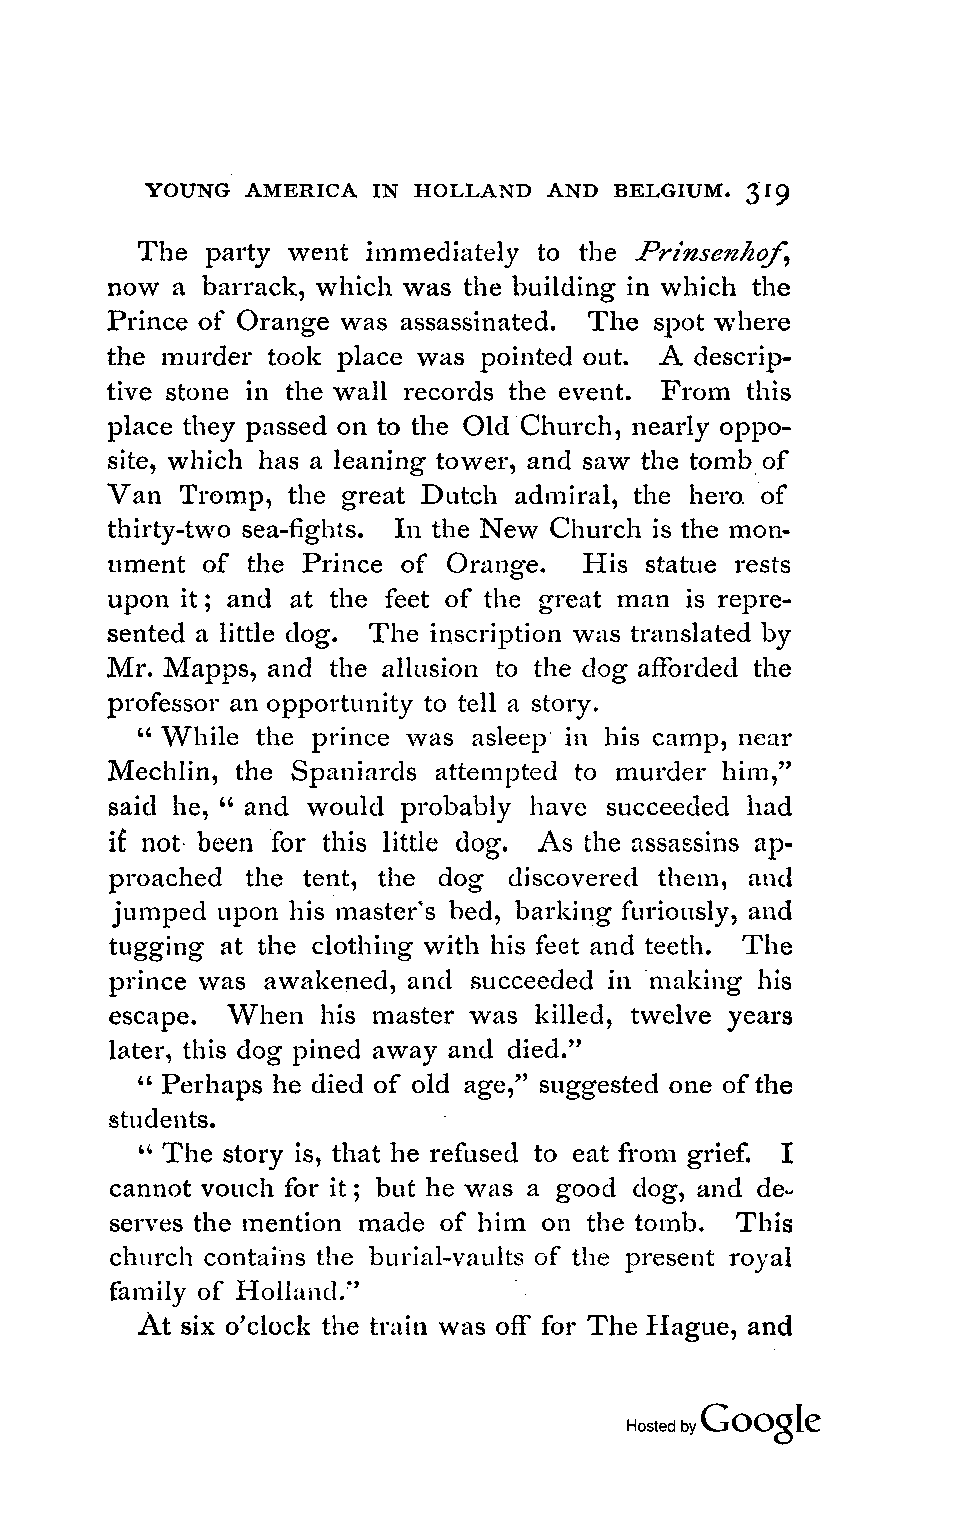 YOUNG AMERICA IN HOLLAND AND BELGIUM. 319
The party went immediately to the Prinsenhof,
now a barrack, which was the building in which the
Prince of Orange was assassinated. The spot where
the murder took place was pointed out. A descrip-
tive stone in the wall records the event. From this
place they passed on to the Old Church, nearly oppo-
site, which has a leaning tower, and saw the tomb of
Van Tromp, the great Dutch admiral, the hero of
thirty-two sea-fights. In the New Church is the mon-
ument of the Prince of Orange. His statue rests
upon it; and at the feet of the great man is repre-
sented a little dog. The inscription was translated by
Mr. Mapps, and the allusion to the dog afforded the
professor an opportunity to tell a story.
“ While the prince was asleep in his camp, near
Mechlin, the Spaniards attempted to murder him,”
said he, “ and would probably have succeeded had
it not been for this little dog. As the assassins ap-
proached the tent, the dog discovered them, and
jumped upon his master's bed, barking furiously, and
tugging at the clothing with his feet and teeth. The
prince was awakened, and succeeded in making his
escape. When his master was killed, twelve years
later, this dog pined away and died.”
“ Perhaps he died of old age,” suggested one of the
students.
“ The story is, that he refused to eat from grief. I
cannot vouch for it; but he was a good dog, and de-
serves the mention made of him on the tomb. This
church contains the burial-vaults of the present royal
family of Holland.”
At six o’clock the train was off for The Hague, and
Hosted by Google